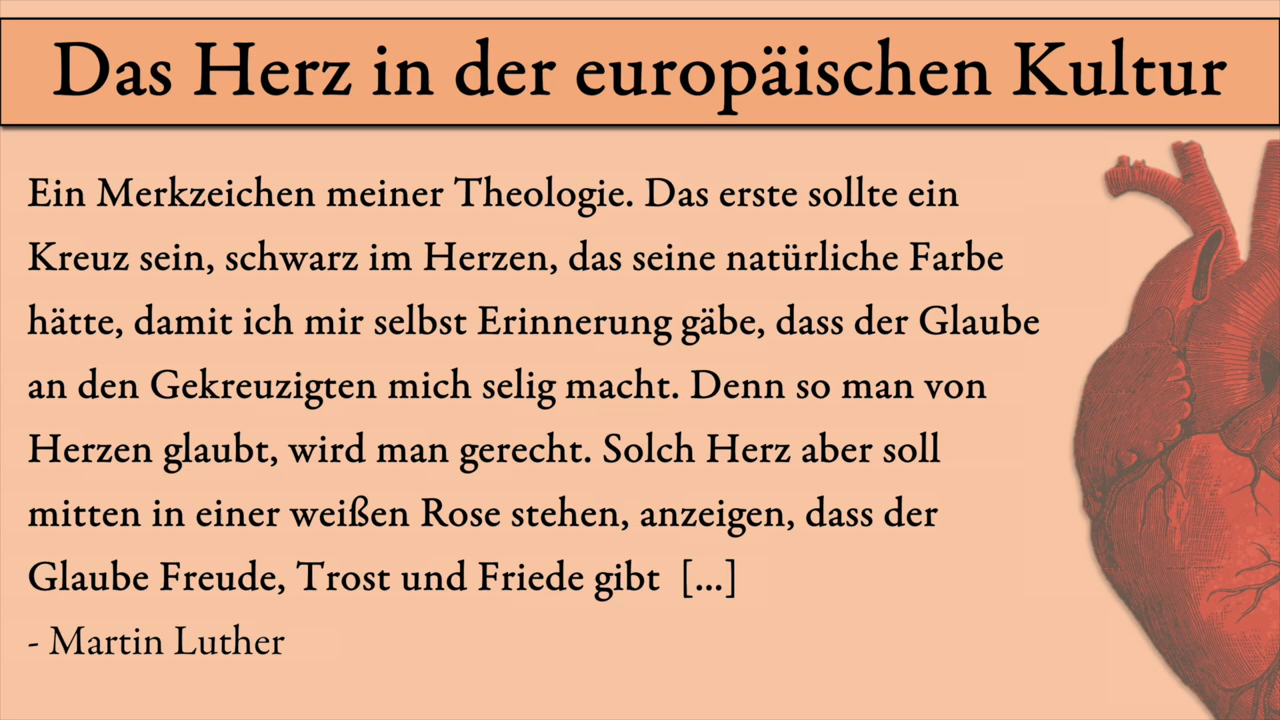 Das Herz in der europäischen Kultur
Ein Merkzeichen meiner Theologie. Das erste sollte ein
Kreuz sein, schwarz im Herzen, das seine natürliche Farbe
hätte, damit ich mir selbst Erinnerung gäbe, dass der Glaube
an den Gekreuzigten mich selig macht. Denn so man von
Herzen glaubt, wird man gerecht. Solch Herz aber soll
mitten in einer weißen Rose stehen, anzeigen, dass der
Glaube Freude, Trost und Friede gibt [...]
- Martin Luther